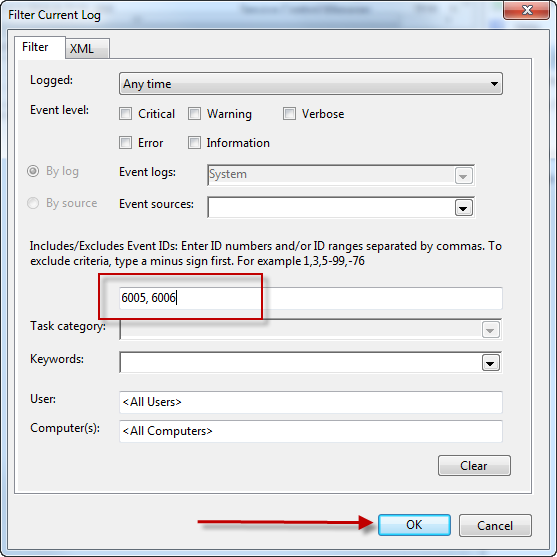 Filter Current Log
Filter XML
Logged: Any time
Event level: Critical Warning Verbose
Error Information
By log Event logs: System
By source Event sources:
Includes/Excludes Event IDs: Enter ID numbers and/or ID ranges separated by commas. To
exclude criteria, type a minus sign first. For example 1,3,5-99,-76
6005, 6006
Task category:
Keywords:
User: <All Users>
Computer(s): <All Computers>
Clear
OK Cancel